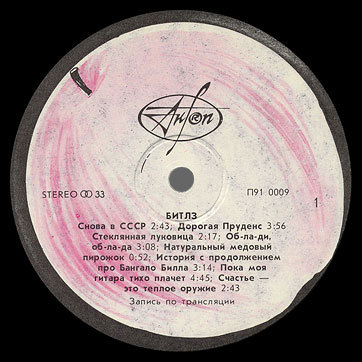 АнТроп
STEREO ꝏ 33
П91 0009
1
БИТЛЗ
Снова в СССР 2:43; Дорогая Пруденс 3:56
Стеклянная луковица 2:17; Об-ла-ди,
об-ла-да 3:08; Натуральный медовый
пирожок 0:52; История с продолжением
про Бангало Билла 3:14; Пока моя
гитара тихо плачет 4:45; Счастье —
это теплое оружие 2:43
Запись по трансляции